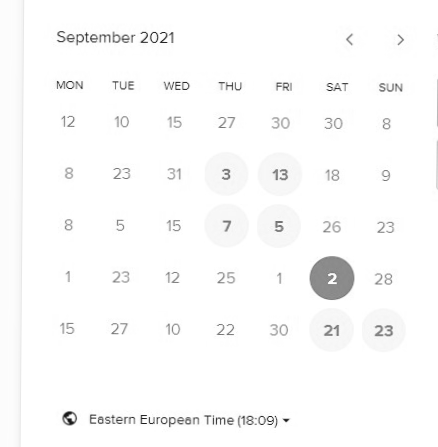 September 2021
MON TUE WED THU FRI SAT SUN
12 10 15 27 30 30 8
8 23 31 3 13 18 9
8 5 15 7 5 26 23
1 23 12 25 1 2 28
15 27 10 22 30 21 23
Eastern European Time (18:09)